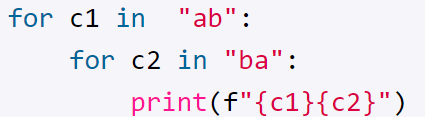 for c1 in  "ab":
    for c2 in "ba":
        print(f"{c1}{c2}")